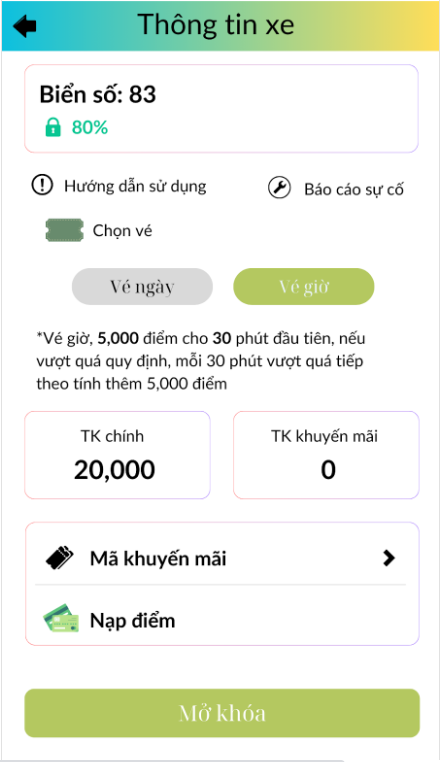 Thông tin xe
Biển số: 83
80%
Hướng dẫn sử dụng
Báo cáo sự cố
Chọn vé
Vé ngày
Vé giờ
*Vé giờ, 5,000 điểm cho 30 phút đầu tiên, nếu
vượt quá quy định, mỗi 30 phút vượt quá tiếp
theo tính thêm 5,000 điểm
TK chính
20,000
TK khuyến mãi
0
Mã khuyến mãi
Nạp điểm
Mở khóa